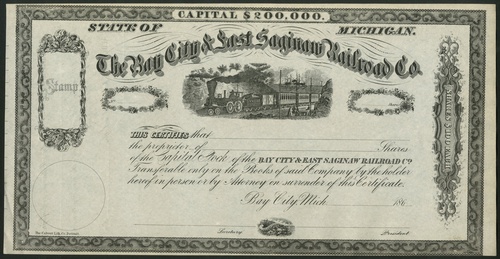 CAPITAL $200,000.
STATE OF MICHIGAN.
The Bay City & East Saginaw Railroad Co.
Stamp
THIS CERTIFIES that
the proprietor of Shares
of the Capital Stock of the BAY CITY & EAST SAGINAW RAILROAD Co.
Transferable only on the Books of said Company by the holder
hereof in person or by Attorney on surrender of this Certificate.
Bay City, Mich. 186
Secretary President